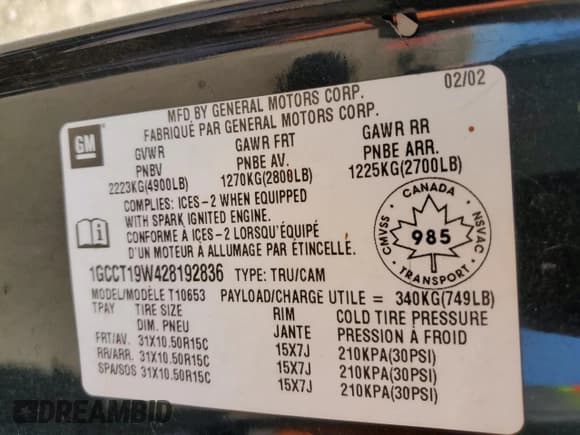 02/02
MFD BY GENERAL MOTORS CORP.
FABRIQUÉ PAR GENERAL MOTORS CORP.
GM
GVWR GAWR FRT GAWR RR
PNBV PNBE AV. PNBE ARR.
2223KG(4900LB) 1270KG(2800LB) 1225KG(2700LB)
COMPLIES: ICES-2 WHEN EQUIPPED
WITH SPARK IGNITED ENGINE.
CONFORME À ICES-2 LORSQU'ÉQUIPÉ
D'UN MOTEUR À ALLUMAGE PAR ÉTINCELLE.
CANADA
CMVSS 985 NSVAC
TRANSPORT
1GCCT19W428192836 TYPE: TRU/CAM
MODEL/MODÈLE T10653 PAYLOAD/CHARGE UTILE = 340KG(749LB)
TPAY TIRE SIZE RIM COLD TIRE PRESSURE
DIM. PNEU JANTE PRESSION À FROID
FRT/AV. 31X10.50R15C 15X7J 210KPA(30PSI)
RR/ARR. 31X10.50R15C 15X7J 210KPA(30PSI)
SPA/SOS 31X10.50R15C 15X7J 210KPA(30PSI)
DREAMBID